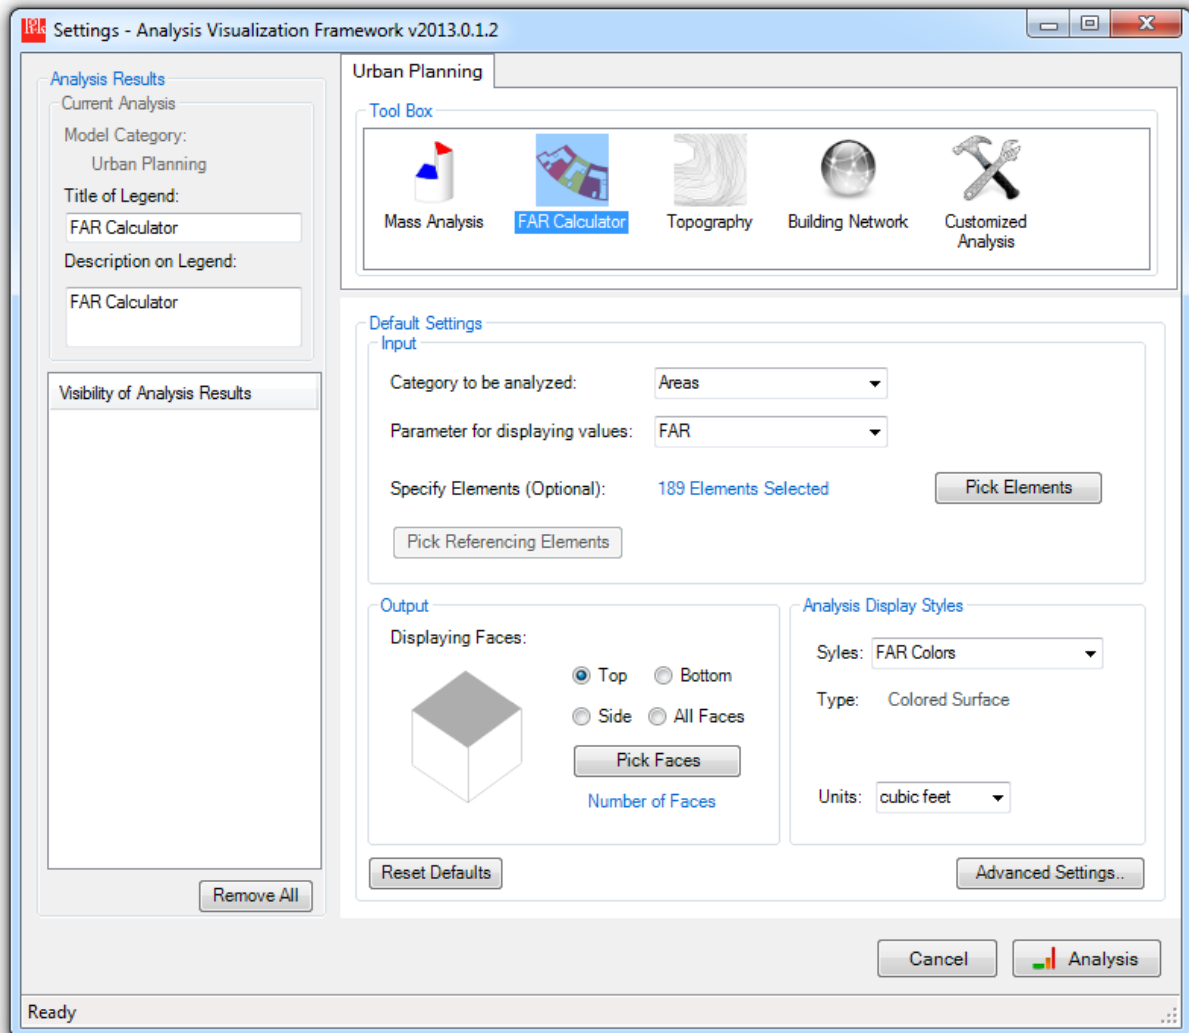 Settings - Analysis Visualization Framework v2013.0.1.2
Analysis Results
Current Analysis
Model Category:
Urban Planning
Title of Legend:
FAR Calculator
Description on Legend:
FAR Calculator
Visibility of Analysis Results
Remove All
Urban Planning
Tool Box
Mass Analysis
FAR Calculator
Topography
Building Network
Customized
Analysis
Default Settings
Input
Category to be analyzed: Areas
Parameter for displaying values: FAR
Specify Elements (Optional): 189 Elements Selected Pick Elements
Pick Referencing Elements
Output
Displaying Faces:
Top Bottom
Side All Faces
Pick Faces
Number of Faces
Analysis Display Styles
Syles: FAR Colors
Type: Colored Surface
Units: cubic feet
Reset Defaults
Advanced Settings..
Cancel
Analysis
Ready